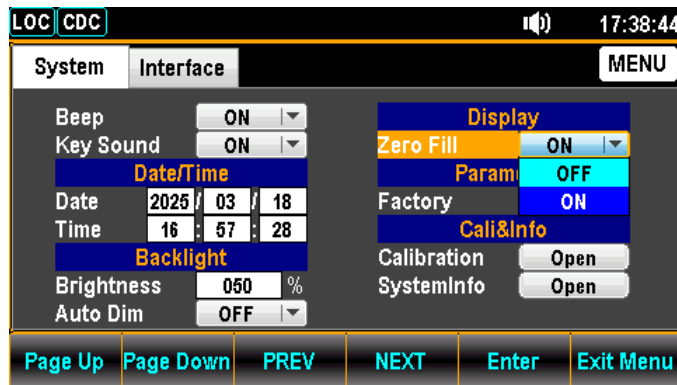 LOC CDC 17:38:44
System Interface MENU
Beep ON
Key Sound ON
Date/Time
Date 2025 / 03 / 18
Time 16 : 57 : 28
Backlight
Brightness 050 %
Auto Dim OFF
Display
Zero Fill ON
OFF
ON
Param
Factory
Cali&Info
Calibration Open
SystemInfo Open
Page Up Page Down PREV NEXT Enter Exit Menu